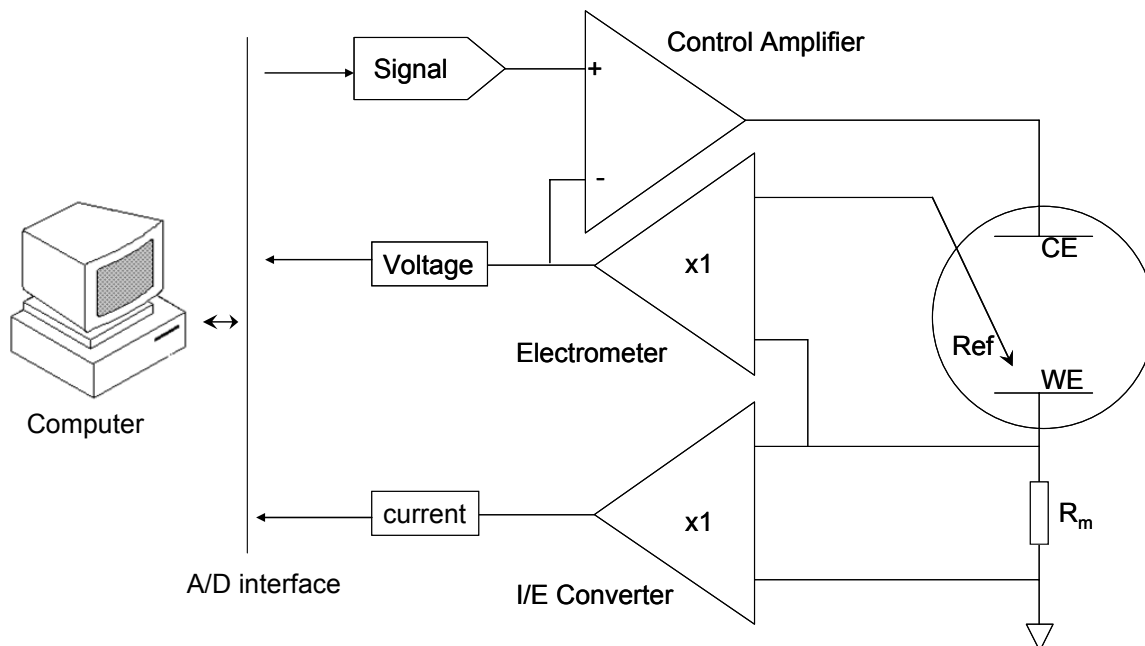 Control Amplifier
Signal
+
-
CE
Voltage
x1
Ref
Electrometer
WE
Computer
x1
current
Rm
A/D interface
I/E Converter